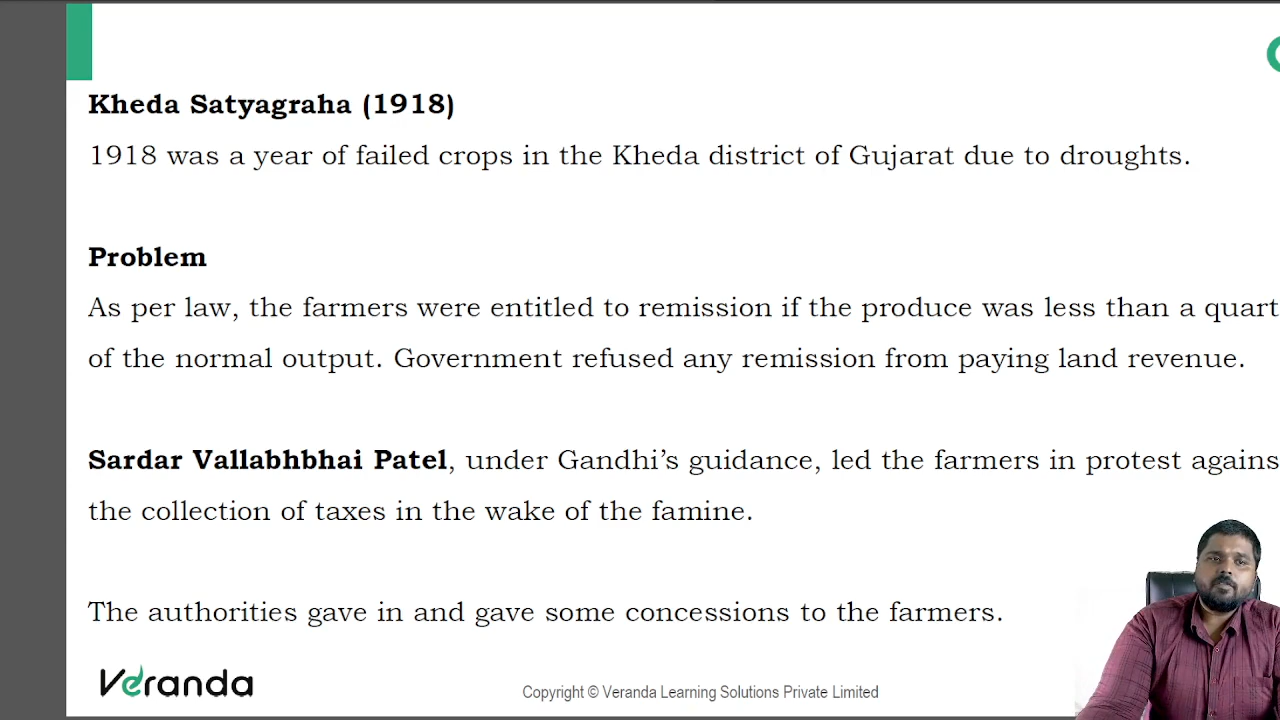 Kheda Satyagraha (1918)
1918 was a year of failed crops in the Kheda district of Gujarat due to droughts.
Problem
As per law, the farmers were entitled to remission if the produce was less than a quart
of the normal output. Government refused any remission from paying land revenue.
Sardar Vallabhbhai Patel, under Gandhi’s guidance, led the farmers in protest agains
the collection of taxes in the wake of the famine.
The authorities gave in and gave some concessions to the farmers.
Veranda
Copyright © Veranda Learning Solutions Private Limited